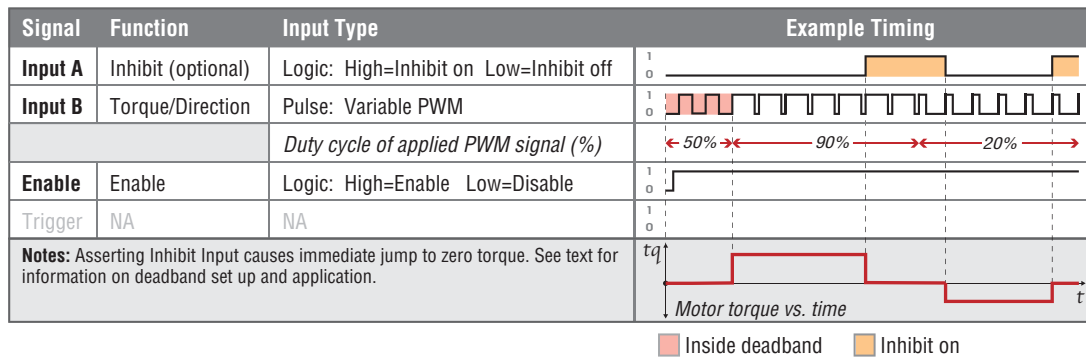 Signal Function Input Type Example Timing
Input A Inhibit (optional) Logic: High=Inhibit on Low=Inhibit off 1 0
Input B Torque/Direction Pulse: Variable PWM 1 0
Duty cycle of applied PWM signal (%) 50% 90% 20%
Enable Enable Logic: High=Enable Low=Disable 1 0
Trigger NA NA 1 0
Notes: Asserting Inhibit Input causes immediate jump to zero torque. See text for
information on deadband set up and application.
tq
t
Motor torque vs. time
Inside deadband Inhibit on